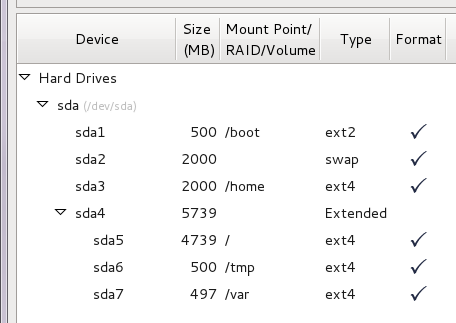 Device Size (MB) Mount Point/ RAID/Volume Type Format
Hard Drives
sda (/dev/sda)
sda1 500 /boot ext2
sda2 2000 swap
sda3 2000 /home ext4
sda4 5739 Extended
sda5 4739 / ext4
sda6 500 /tmp ext4
sda7 497 /var ext4